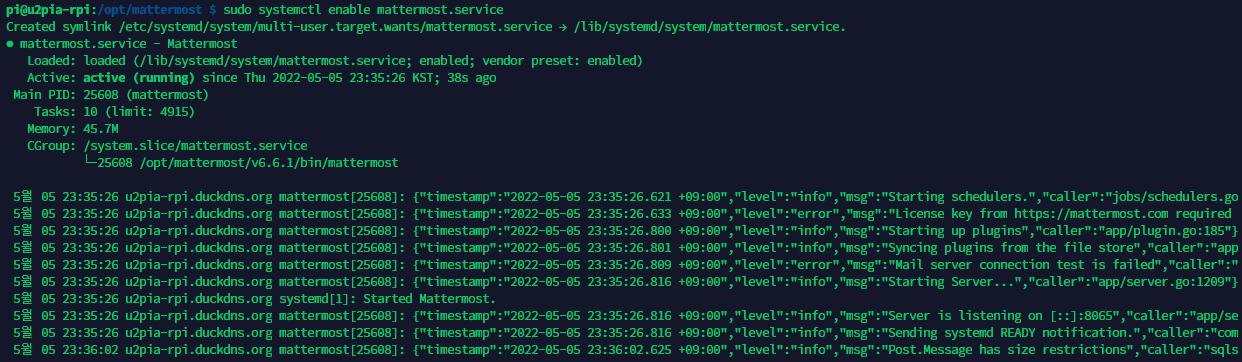 pi@u2pia-rpi:/opt/mattermost $ sudo systemctl enable mattermost.service
Created symlink /etc/systemd/system/multi-user.target.wants/mattermost.service → /lib/systemd/system/mattermost.service.
● mattermost.service - Mattermost
Loaded: loaded (/lib/systemd/system/mattermost.service; enabled; vendor preset: enabled)
Active: active (running) since Thu 2022-05-05 23:35:26 KST; 38s ago
Main PID: 25608 (mattermost)
Tasks: 10 (limit: 4915)
Memory: 45.7M
CGroup: /system.slice/mattermost.service
└─25608 /opt/mattermost/v6.6.1/bin/mattermost
5월 05 23:35:26 u2pia-rpi.duckdns.org mattermost[25608]: {"timestamp":"2022-05-05 23:35:26.621 +09:00","level":"info","msg":"Starting schedulers.","caller":"jobs/schedulers.go
5월 05 23:35:26 u2pia-rpi.duckdns.org mattermost[25608]: {"timestamp":"2022-05-05 23:35:26.633 +09:00","level":"error","msg":"License key from https://mattermost.com required
5월 05 23:35:26 u2pia-rpi.duckdns.org mattermost[25608]: {"timestamp":"2022-05-05 23:35:26.800 +09:00","level":"info","msg":"Starting up plugins","caller":"app/plugin.go:185"}
5월 05 23:35:26 u2pia-rpi.duckdns.org mattermost[25608]: {"timestamp":"2022-05-05 23:35:26.801 +09:00","level":"info","msg":"Syncing plugins from the file store","caller":"app
5월 05 23:35:26 u2pia-rpi.duckdns.org mattermost[25608]: {"timestamp":"2022-05-05 23:35:26.809 +09:00","level":"error","msg":"Mail server connection test is failed","caller":"
5월 05 23:35:26 u2pia-rpi.duckdns.org mattermost[25608]: {"timestamp":"2022-05-05 23:35:26.816 +09:00","level":"info","msg":"Starting Server...","caller":"app/server.go:1209"}
5월 05 23:35:26 u2pia-rpi.duckdns.org systemd[1]: Started Mattermost.
5월 05 23:35:26 u2pia-rpi.duckdns.org mattermost[25608]: {"timestamp":"2022-05-05 23:35:26.816 +09:00","level":"info","msg":"Server is listening on [::]:8065","caller":"app/se
5월 05 23:35:26 u2pia-rpi.duckdns.org mattermost[25608]: {"timestamp":"2022-05-05 23:35:26.816 +09:00","level":"info","msg":"Sending systemd READY notification.","caller":"com
5월 05 23:36:02 u2pia-rpi.duckdns.org mattermost[25608]: {"timestamp":"2022-05-05 23:36:02.625 +09:00","level":"info","msg":"Post.Message has size restrictions","caller":"sqls